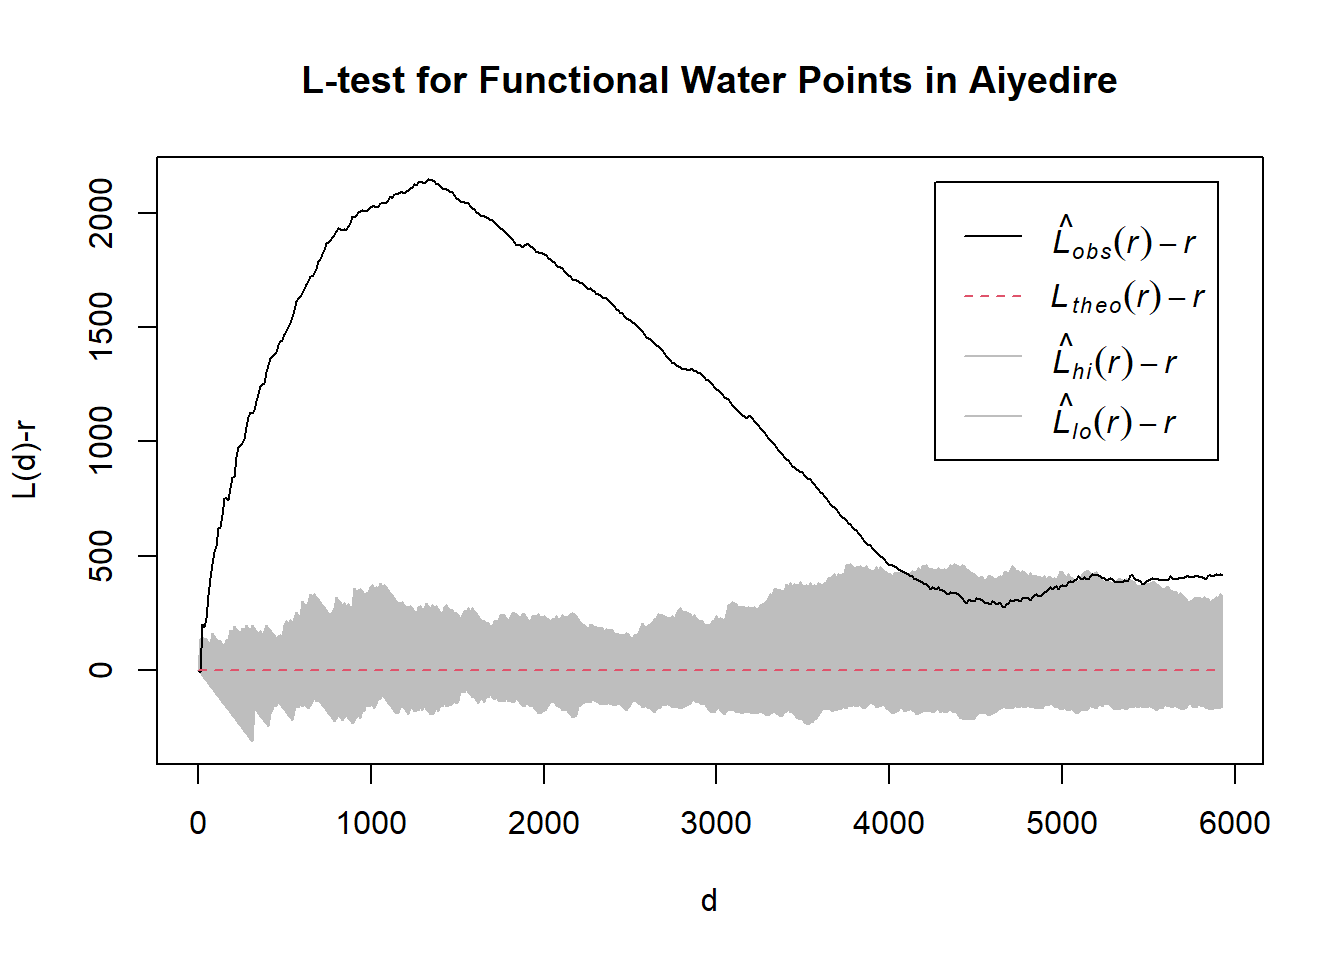 L-test for Functional Water Points in Aiyedire
L(d)-r
2000
1500
1000
500
0
L̂obs(r) − r
Ltheo(r) − r
L̂hi(r) − r
L̂lo(r) − r
0 1000 2000 3000 4000 5000 6000
d